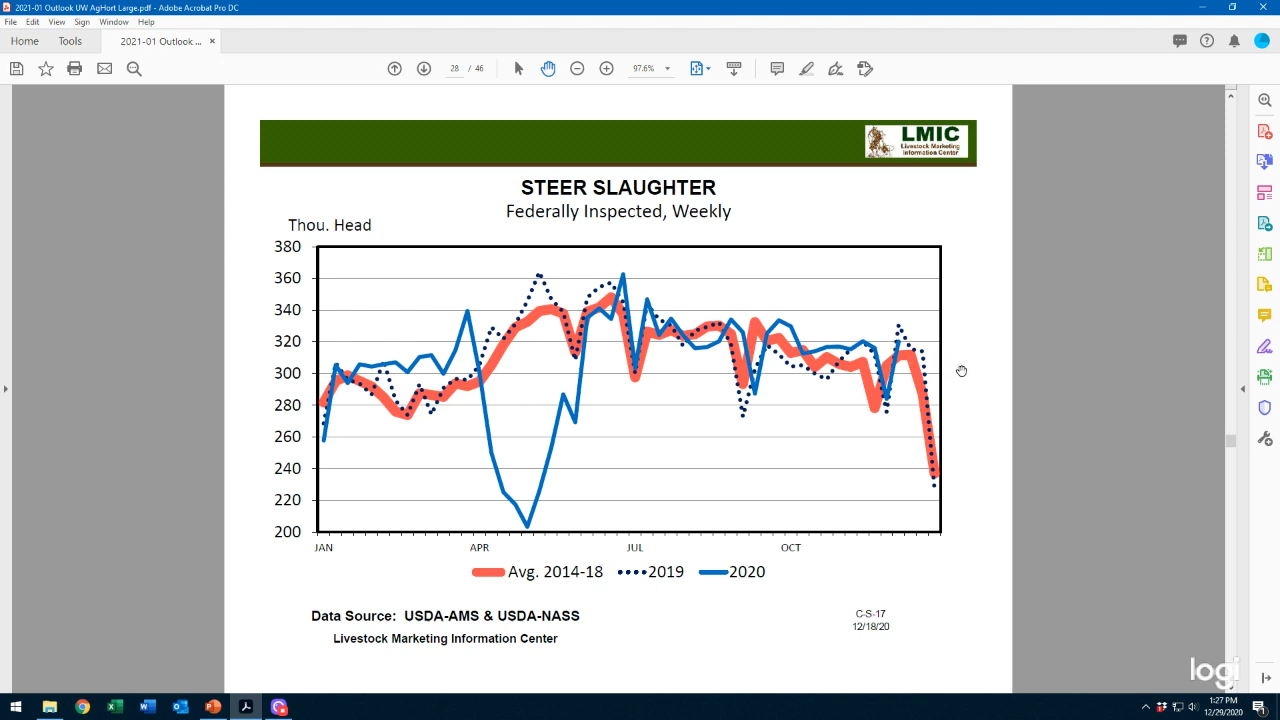 2021-01 Outlook UW AgHort Large.pdf - Adobe Acrobat Pro DC
File Edit View Sign Window Help
Home Tools 2021-01 Outlook ... ×
28 / 46 97.6%
LMIC
Livestock Marketing
Information Center
STEER SLAUGHTER
Federally Inspected, Weekly
Thou. Head
380
360
340
320
300
280
260
240
220
200
JAN APR JUL OCT
Avg. 2014-18 2019 2020
Data Source: USDA-AMS & USDA-NASS
Livestock Marketing Information Center
C-S-17
12/18/20
logi
1:27 PM
12/29/2020
1